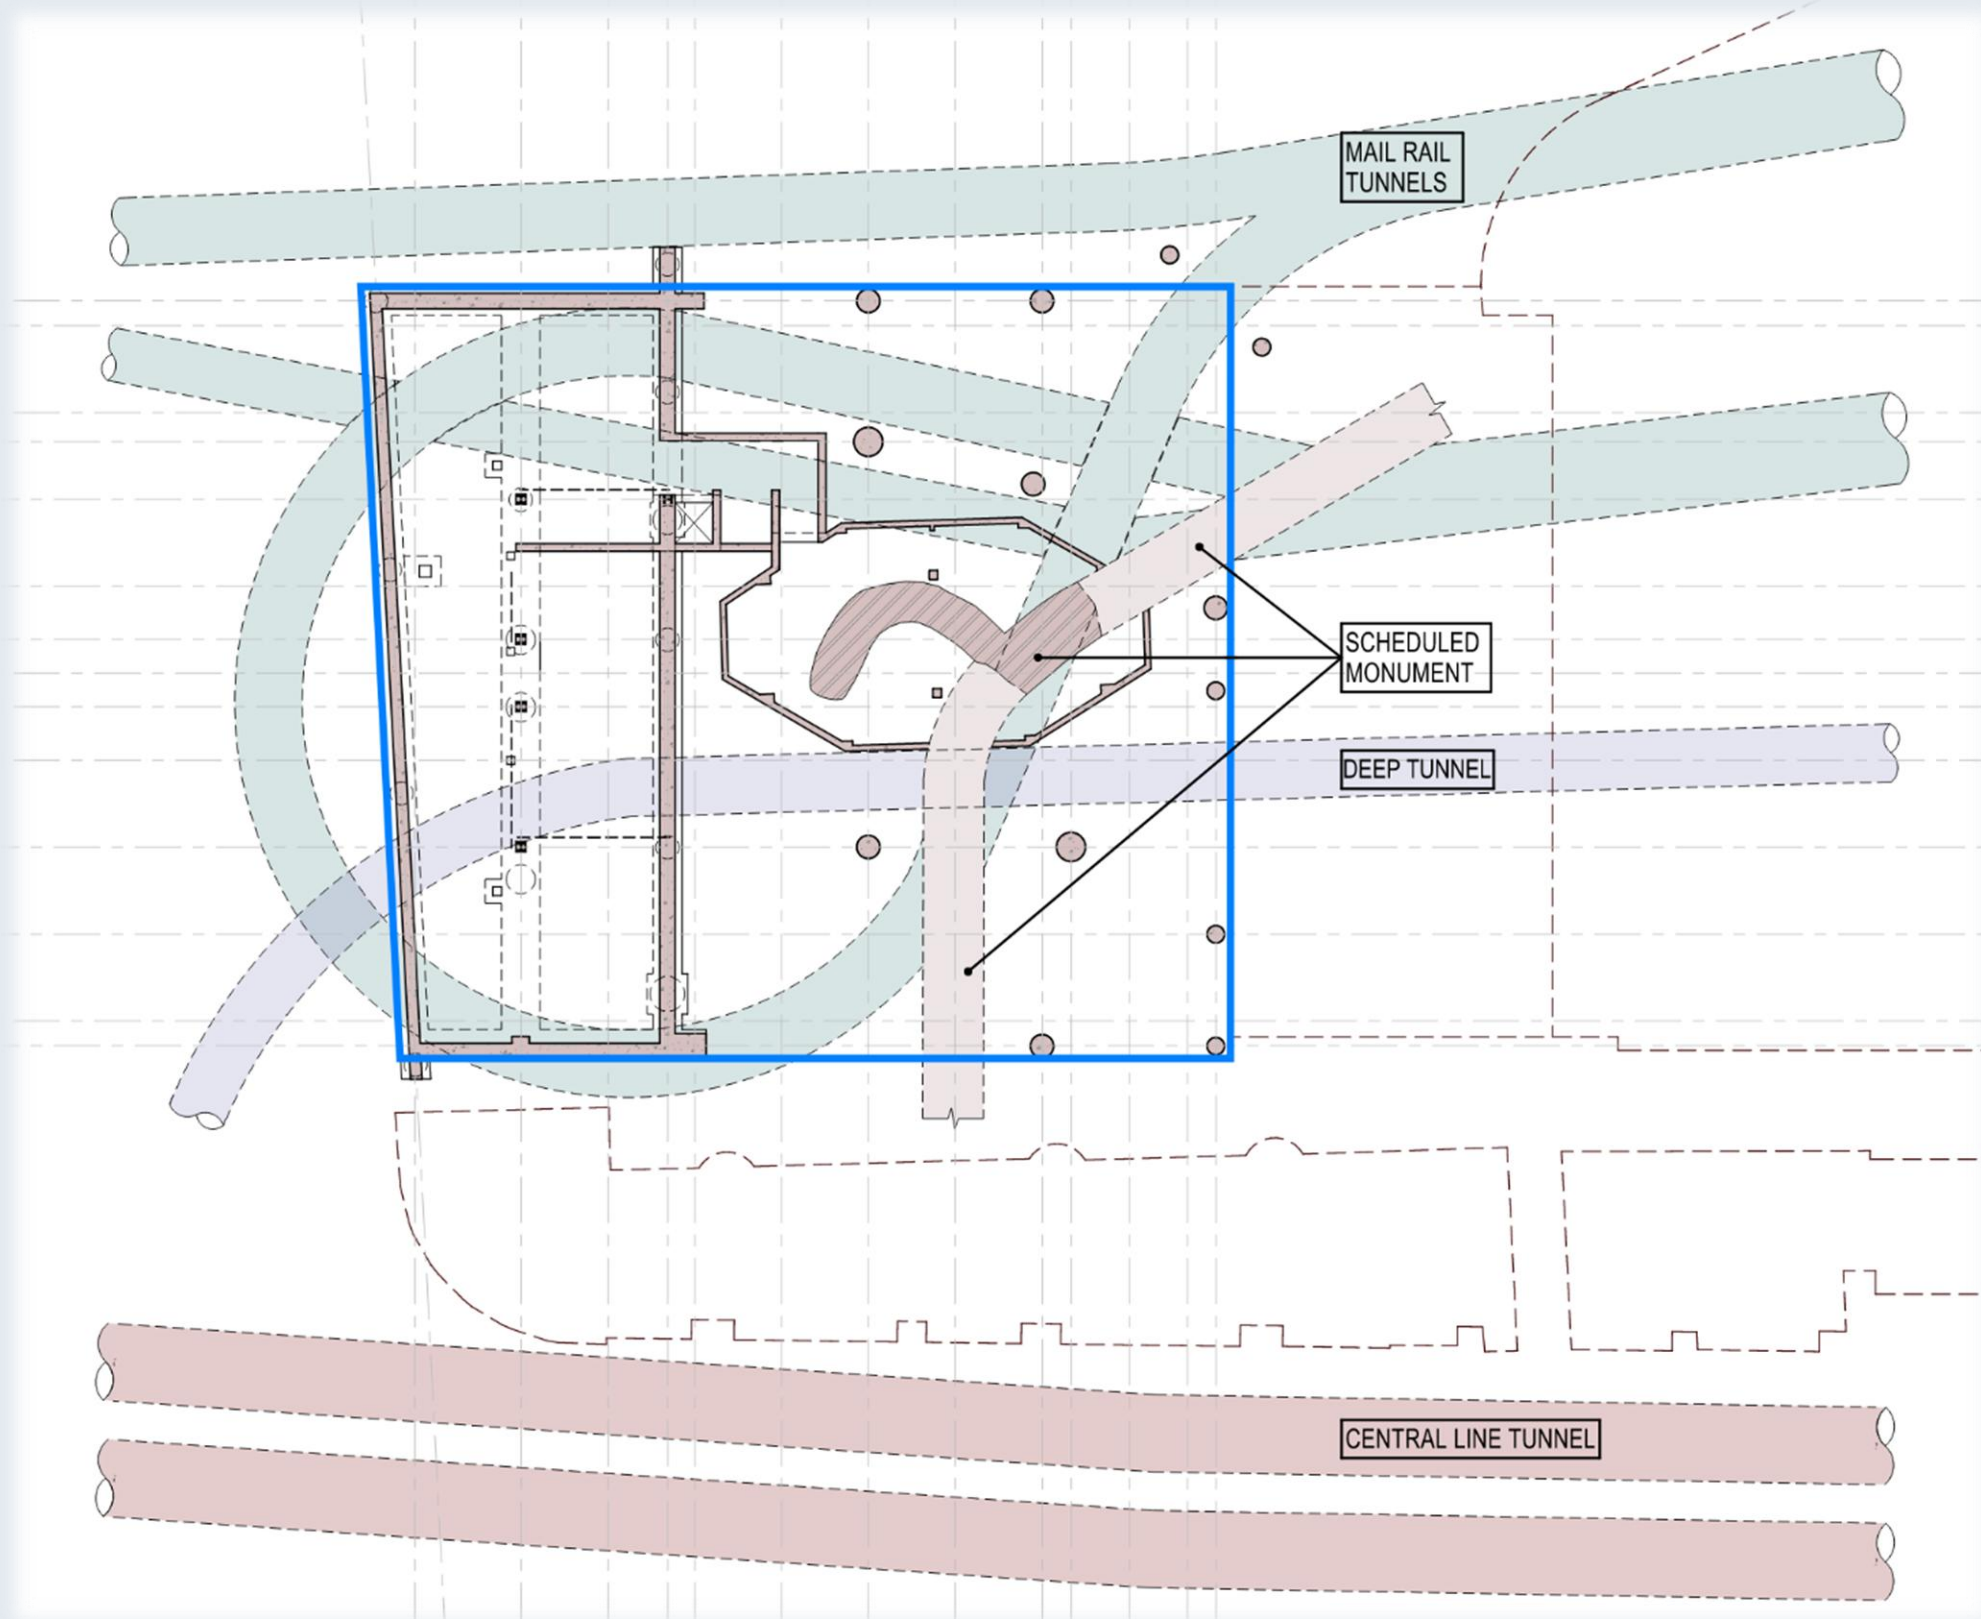 MAIL RAIL
TUNNELS
SCHEDULED
MONUMENT
DEEP TUNNEL
CENTRAL LINE TUNNEL